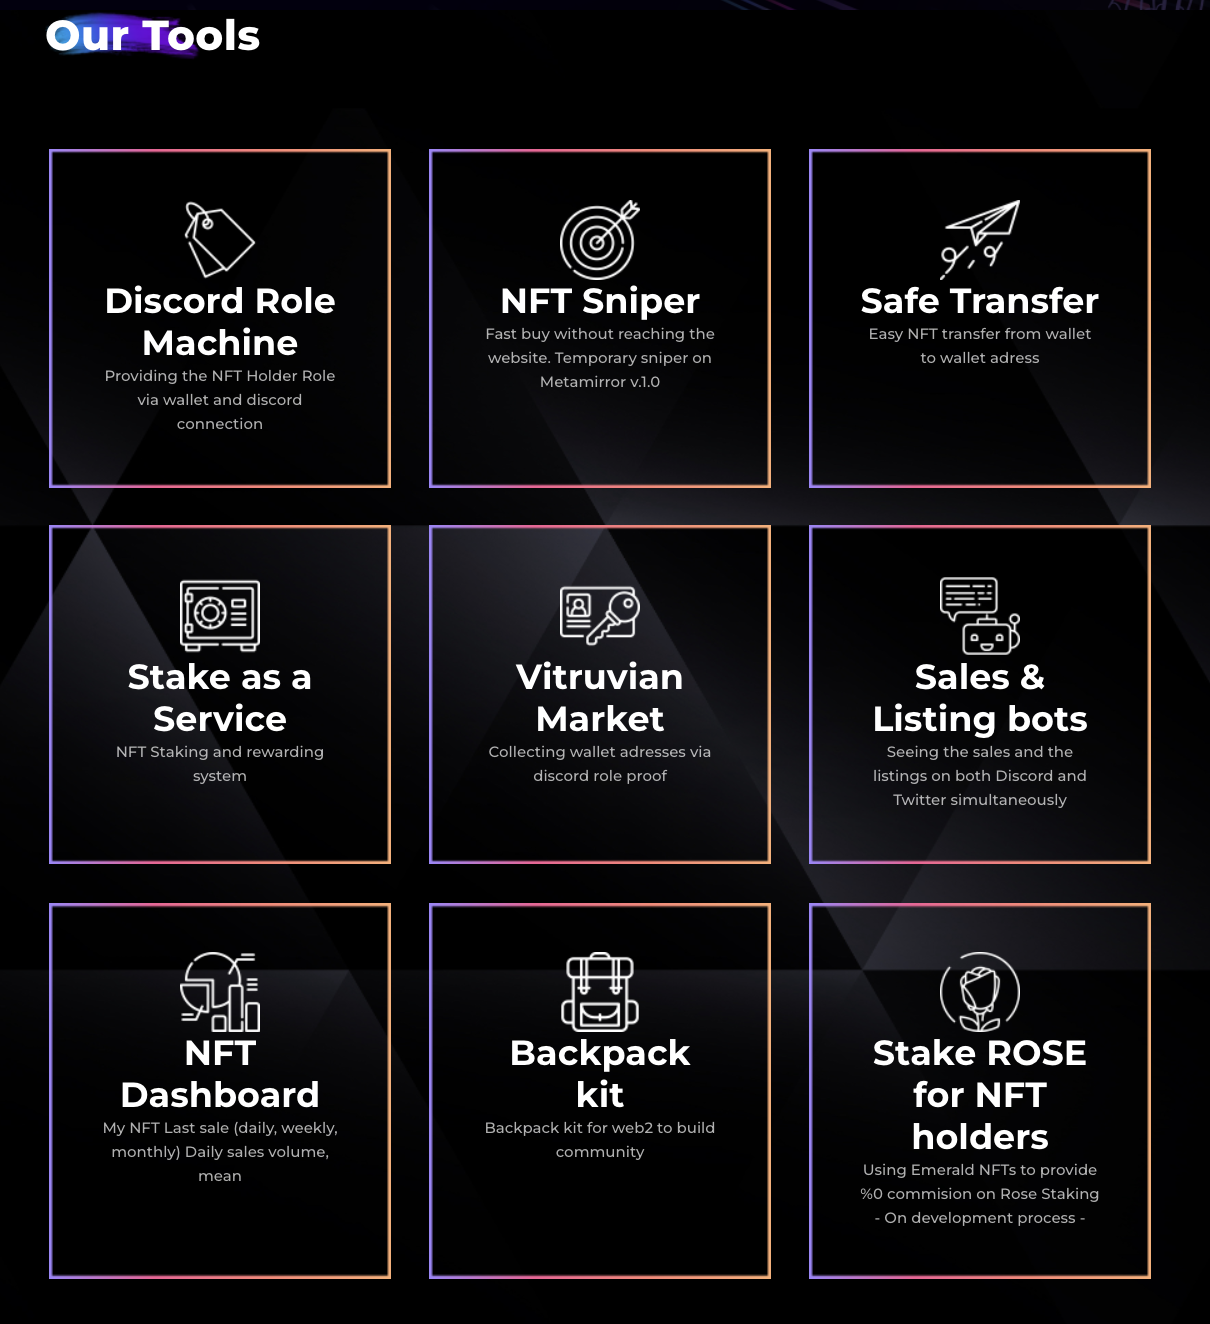 Our Tools
Discord Role
Machine
Providing the NFT Holder Role
via wallet and discord
connection
NFT Sniper
Fast buy without reaching the
website. Temporary sniper on
Metamirror v.1.0
Safe Transfer
Easy NFT transfer from wallet
to wallet adress
Stake as a
Service
NFT Staking and rewarding
system
Vitruvian
Market
Collecting wallet adresses via
discord role proof
Sales &
Listing bots
Seeing the sales and the
listings on both Discord and
Twitter simultaneously
NFT
Dashboard
My NFT Last sale (daily, weekly,
monthly) Daily sales volume,
mean
Backpack
kit
Backpack kit for web2 to build
community
Stake ROSE
for NFT
holders
Using Emerald NFTs to provide
%0 commision on Rose Staking
- On development process -